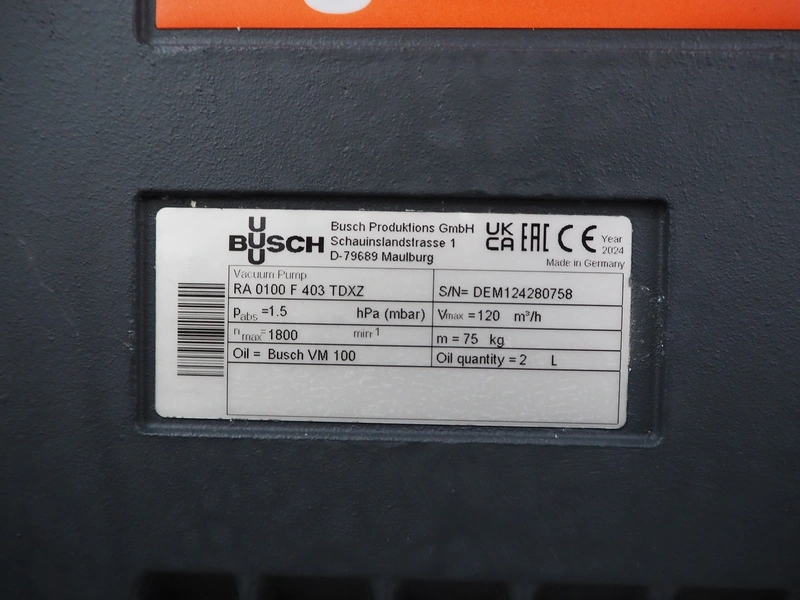 BUSCH
Busch Produktions GmbH
Schauinslandstrasse 1
D-79689 Maulburg
UK CA EAC CE
Year
2024
Made in Germany
Vacuum Pump
RA 0100 F 403 TDXZ
S/N= DEM124280758
Pabs =1.5 hPa (mbar)
Vmax =120 m³/h
nmax= 1800 min-1
m = 75 kg
Oil = Busch VM 100
Oil quantity = 2 L